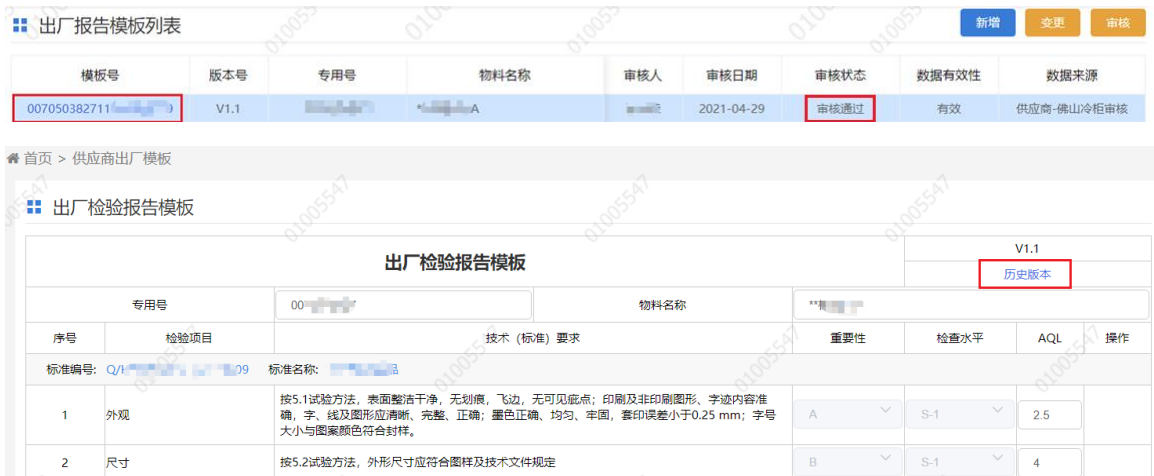 出厂报告模板列表
新增 变更 审核
模板号 版本号 专用号 物料名称 审核人 审核日期 审核状态 数据有效性 数据来源
007050382711 9 V1.1 A 2021-04-29 审核通过 有效 供应商-佛山冷柜审核
首页 > 供应商出厂模板
出厂检验报告模板
出厂检验报告模板
V1.1
历史版本
专用号 00 物料名称 **
序号 检验项目 技术（标准）要求 重要性 检查水平 AQL 操作
标准编号: Q/ 09 标准名称: 品
1 外观
按5.1试验方法，表面整洁干净，无划痕，飞边，无可见疵点；印刷及非印刷图形、字迹内容准
确，字、线及图形应清晰、完整、正确；墨色正确、均匀、牢固，套印误差小于0.25 mm；字号
大小与图案颜色符合封样。
A S-1 2.5
2 尺寸 按5.2试验方法，外形尺寸应符合图样及技术文件规定 B S-1 4
01005547